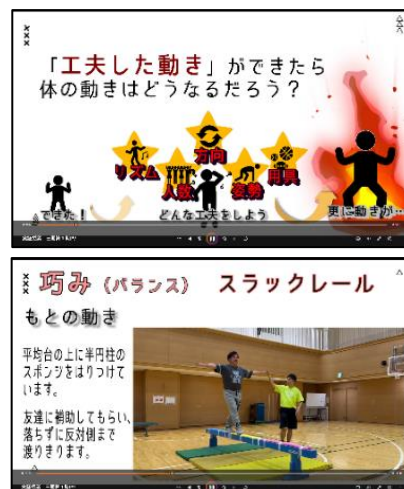 「工夫した動き」ができたら
体の動きはどうなるだろう？
方向
リズム
人数
姿勢
用具
できた！
どんな工夫をしよう
更に動きが…
巧み（バランス） スラックレール
もとの動き
平均台の上に半円柱の
スポンジをはりつけて
います。
友達に補助してもらい、
落ちずに反対側まで
渡りきります。